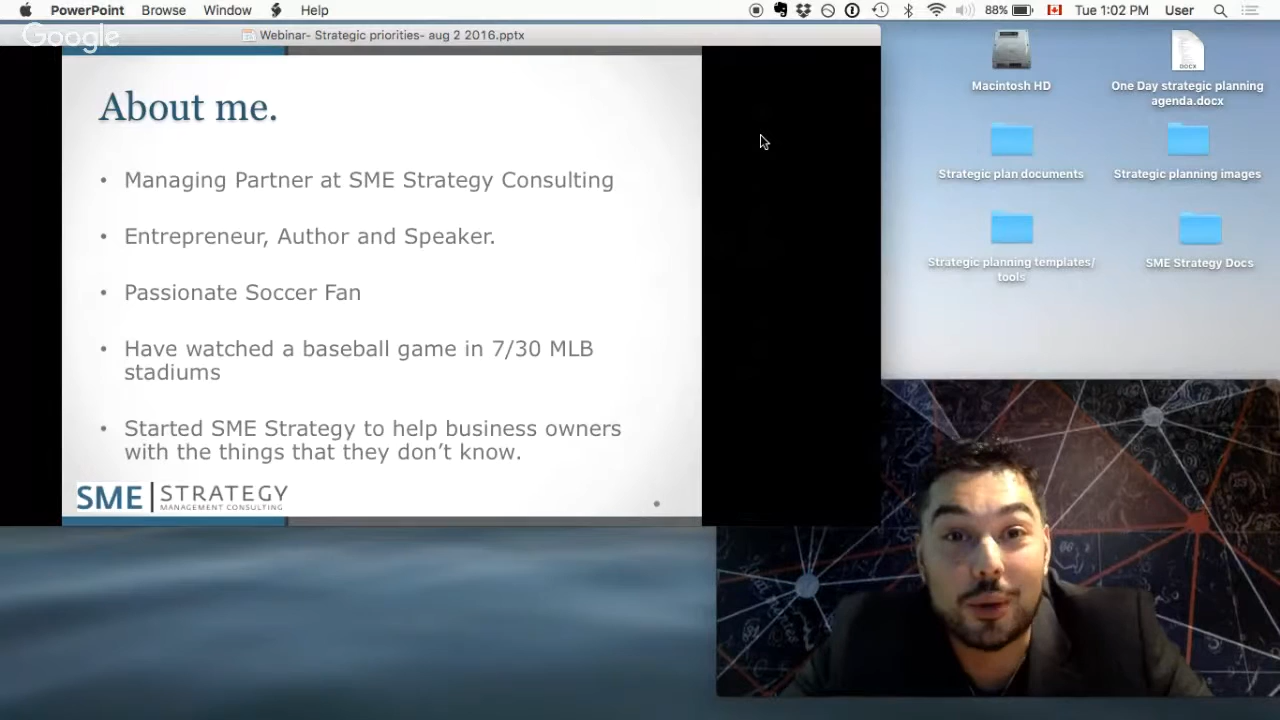 PowerPoint Browse Window Help
88% Tue 1:02 PM User
Google
Webinar- Strategic priorities- aug 2 2016.pptx
About me.
• Managing Partner at SME Strategy Consulting
• Entrepreneur, Author and Speaker.
• Passionate Soccer Fan
• Have watched a baseball game in 7/30 MLB
stadiums
• Started SME Strategy to help business owners
with the things that they don’t know.
SME | STRATEGY
MANAGEMENT CONSULTING
Macintosh HD
DOCX
One Day strategic planning
agenda.docx
Strategic plan documents
Strategic planning images
Strategic planning templates/
tools
SME Strategy Docs